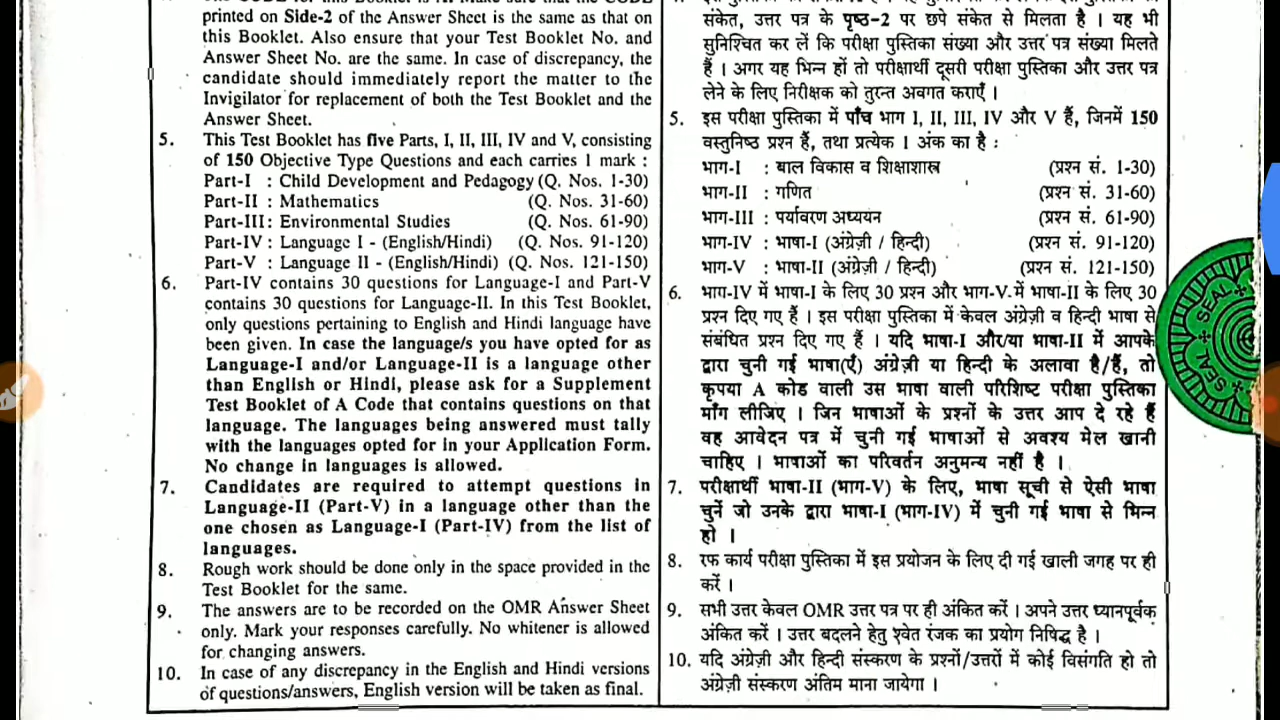 printed on Side-2 of the Answer Sheet is the same as that on
this Booklet. Also ensure that your Test Booklet No. and
Answer Sheet No. are the same. In case of discrepancy, the
candidate should immediately report the matter to the
Invigilator for replacement of both the Test Booklet and the
Answer Sheet.
5. This Test Booklet has five Parts, I, II, III, IV and V, consisting
of 150 Objective Type Questions and each carries 1 mark :
Part-I : Child Development and Pedagogy (Q. Nos. 1-30)
Part-II : Mathematics (Q. Nos. 31-60)
Part-III : Environmental Studies (Q. Nos. 61-90)
Part-IV : Language I - (English/Hindi) (Q. Nos. 91-120)
Part-V : Language II - (English/Hindi) (Q. Nos. 121-150)
6. Part-IV contains 30 questions for Language-I and Part-V
contains 30 questions for Language-II. In this Test Booklet,
only questions pertaining to English and Hindi language have
been given. In case the language/s you have opted for as
Language-I and/or Language-II is a language other
than English or Hindi, please ask for a Supplement
Test Booklet of A Code that contains questions on that
language. The languages being answered must tally
with the languages opted for in your Application Form.
No change in languages is allowed.
7. Candidates are required to attempt questions in
Language-II (Part-V) in a language other than the
one chosen as Language-I (Part-IV) from the list of
languages.
8. Rough work should be done only in the space provided in the
Test Booklet for the same.
9. The answers are to be recorded on the OMR Answer Sheet
only. Mark your responses carefully. No whitener is allowed
for changing answers.
10. In case of any discrepancy in the English and Hindi versions
of questions/answers, English version will be taken as final.
संकेत, उत्तर पत्र के पृष्ठ-2 पर छपे संकेत से मिलता है । यह भी
सुनिश्चित कर लें कि परीक्षा पुस्तिका संख्या और उत्तर पत्र संख्या मिलते
हैं । अगर यह भिन्न हों तो परीक्षार्थी दूसरी परीक्षा पुस्तिका और उत्तर पत्र
लेने के लिए निरीक्षक को तुरन्त अवगत कराएँ ।
5. इस परीक्षा पुस्तिका में पाँच भाग I, II, III, IV और V हैं, जिनमें 150
वस्तुनिष्ठ प्रश्न हैं, तथा प्रत्येक 1 अंक का है :
भाग-I : बाल विकास व शिक्षाशास्त्र (प्रश्न सं. 1-30)
भाग-II : गणित (प्रश्न सं. 31-60)
भाग-III : पर्यावरण अध्ययन (प्रश्न सं. 61-90)
भाग-IV : भाषा-I (अंग्रेज़ी / हिन्दी) (प्रश्न सं. 91-120)
भाग-V : भाषा-II (अंग्रेज़ी / हिन्दी) (प्रश्न सं. 121-150)
6. भाग-IV में भाषा-I के लिए 30 प्रश्न और भाग-V में भाषा-II के लिए 30
प्रश्न दिए गए हैं । इस परीक्षा पुस्तिका में केवल अंग्रेज़ी व हिन्दी भाषा से
संबंधित प्रश्न दिए गए हैं । यदि भाषा-I और/या भाषा-II में आपके
द्वारा चुनी गई भाषा(एँ) अंग्रेज़ी या हिन्दी के अलावा है/हैं, तो
कृपया A कोड वाली उस भाषा वाली परिशिष्ट परीक्षा पुस्तिका
माँग लीजिए । जिन भाषाओं के प्रश्नों के उत्तर आप दे रहे हैं
वह आवेदन पत्र में चुनी गई भाषाओं से अवश्य मेल खानी
चाहिए । भाषाओं का परिवर्तन अनुमन्य नहीं है ।
7. परीक्षार्थी भाषा-II (भाग-V) के लिए, भाषा सूची से ऐसी भाषा
चुनें जो उनके द्वारा भाषा-I (भाग-IV) में चुनी गई भाषा से भिन्न
हो ।
8. रफ कार्य परीक्षा पुस्तिका में इस प्रयोजन के लिए दी गई खाली जगह पर ही
करें ।
9. सभी उत्तर केवल OMR उत्तर पत्र पर ही अंकित करें । अपने उत्तर ध्यानपूर्वक
अंकित करें । उत्तर बदलने हेतु श्वेत रंजक का प्रयोग निषिद्ध है ।
10. यदि अंग्रेज़ी और हिन्दी संस्करण के प्रश्नों/उत्तरों में कोई विसंगति हो तो
अंग्रेज़ी संस्करण अंतिम माना जायेगा ।
SEAL
SEAL